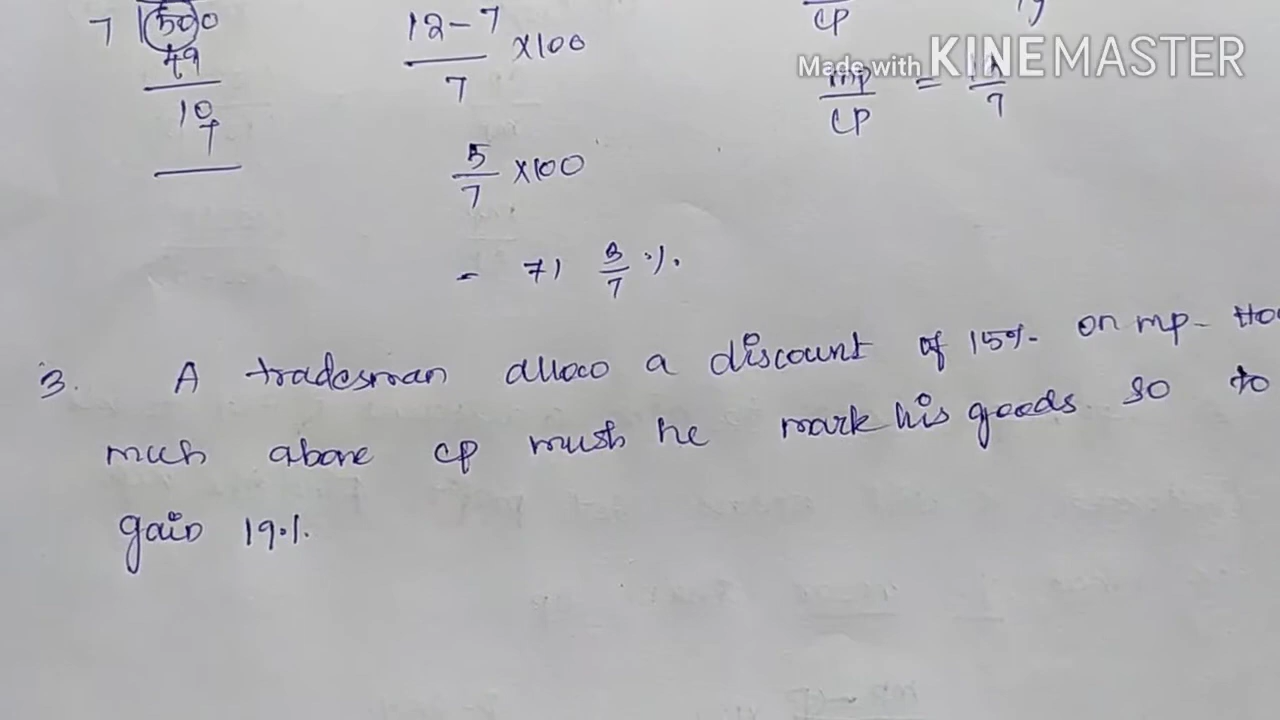 7 500
49
10
7
12-7
7 ×100
5
7 ×100
- 71 3/7 %.
CP
Made with KINEMASTER
mp/CP = 12/7
3. A tradesman allow a discount of 15% on mp-
much above cp must he mark his goods so to
gain 19%.